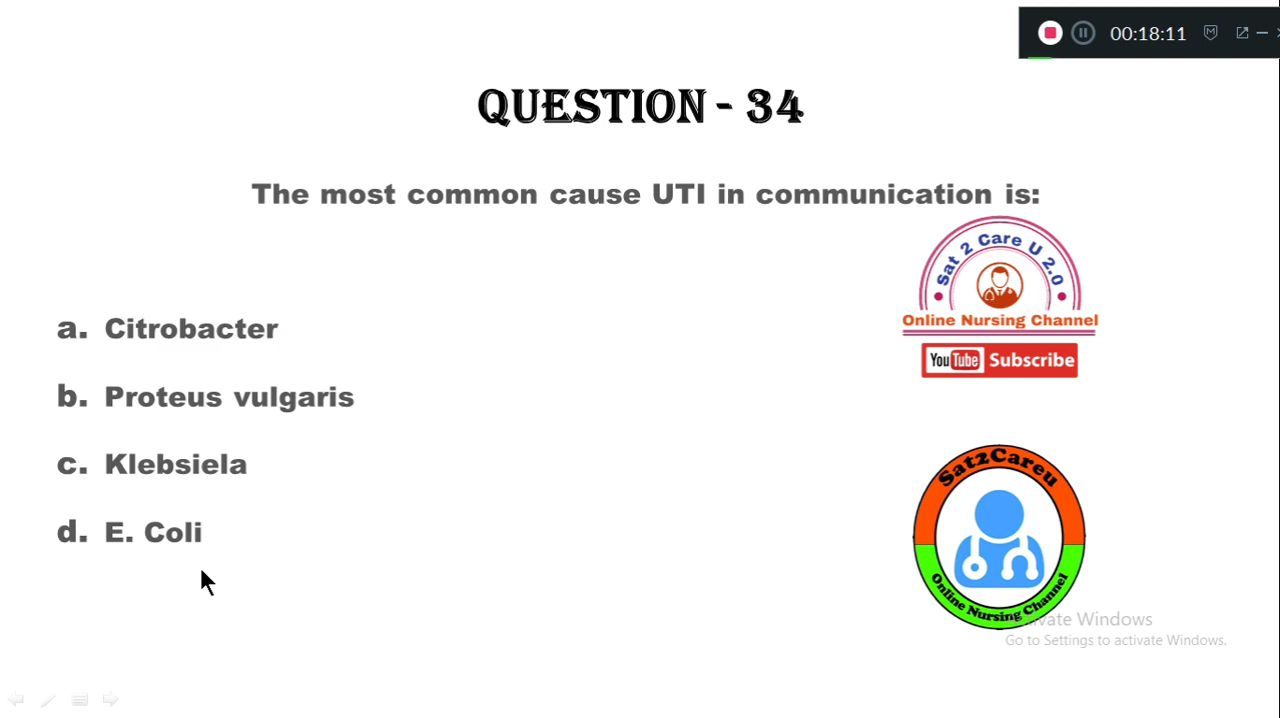 00:18:11
QUESTION - 34
The most common cause UTI in communication is:
Sat 2 Care U 2.0
Online Nursing Channel
YouTube Subscribe
a. Citrobacter
b. Proteus vulgaris
c. Klebsiela
d. E. Coli
Sat2Careu
Online Nursing Channel
ivate Windows
Go to Settings to activate Windows.